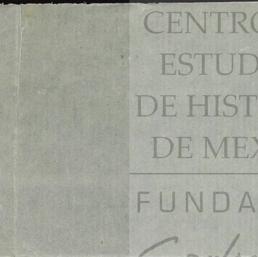 CENTRO
ESTUD
DE HIST
DE MEX
FUNDA